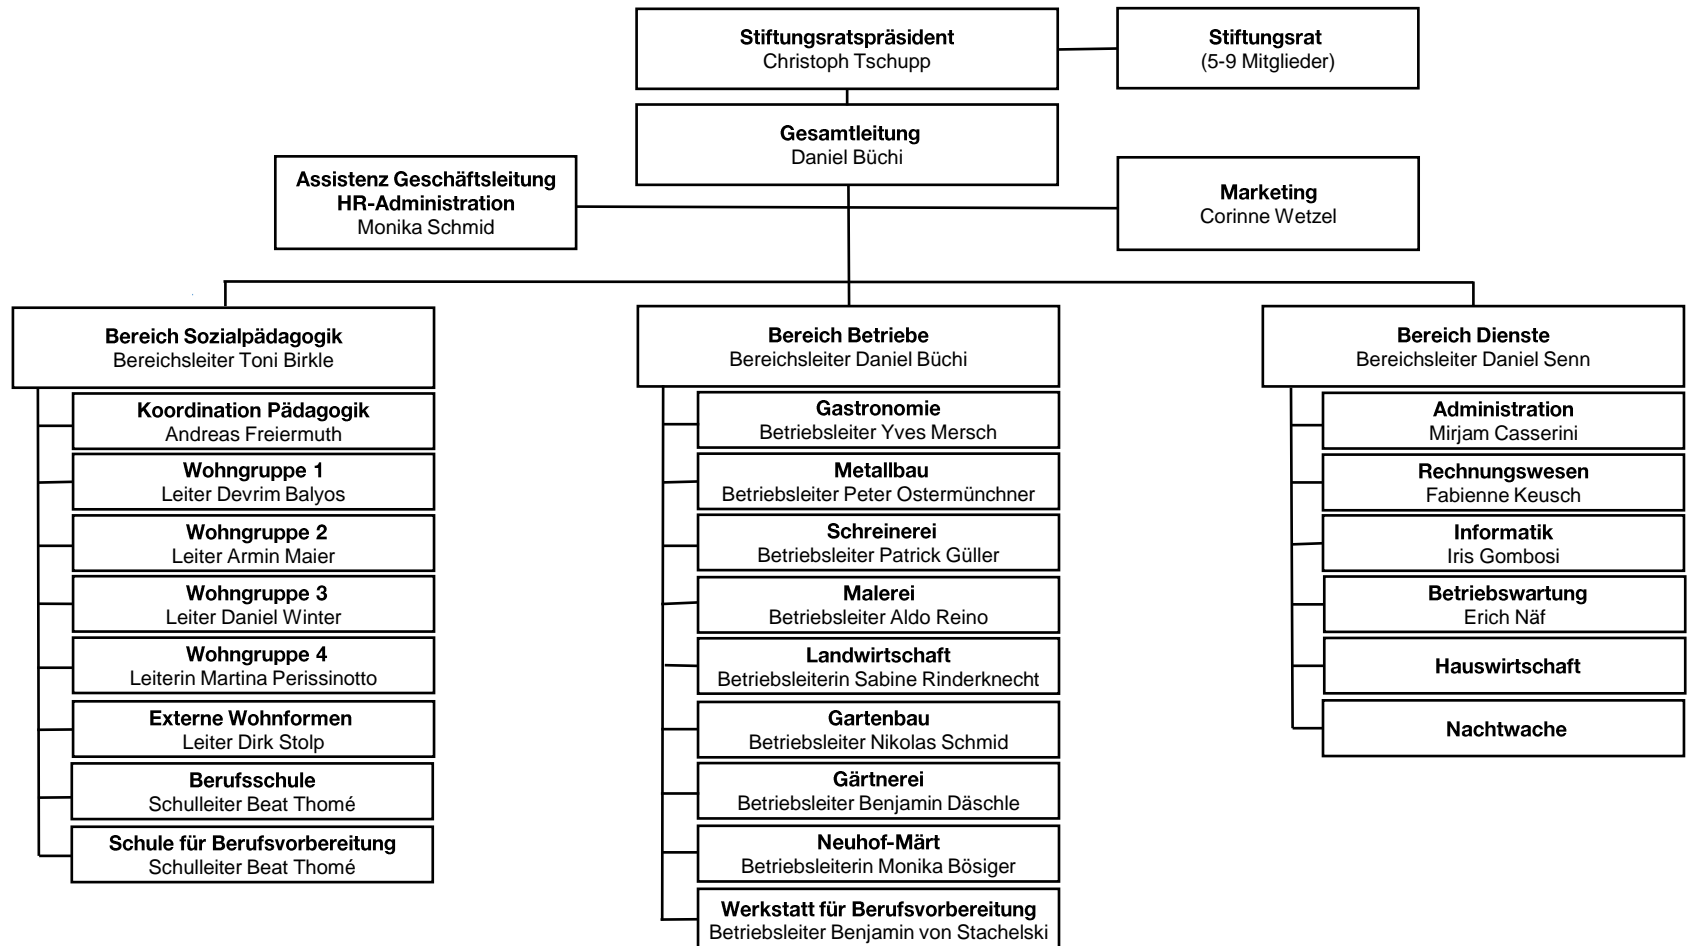 Stiftungsratspräsident
Christoph Tschupp
Stiftungsrat
(5-9 Mitglieder)
Gesamtleitung
Daniel Büchi
Assistenz Geschäftsleitung
HR-Administration
Monika Schmid
Marketing
Corinne Wetzel
Bereich Sozialpädagogik
Bereichsleiter Toni Birkle
Koordination Pädagogik
Andreas Freiermuth
Wohngruppe 1
Leiter Devrim Balyos
Wohngruppe 2
Leiter Armin Maier
Wohngruppe 3
Leiter Daniel Winter
Wohngruppe 4
Leiterin Martina Perissinotto
Externe Wohnformen
Leiter Dirk Stolp
Berufsschule
Schulleiter Beat Thomé
Schule für Berufsvorbereitung
Schulleiter Beat Thomé
Bereich Betriebe
Bereichsleiter Daniel Büchi
Gastronomie
Betriebsleiter Yves Mersch
Metallbau
Betriebsleiter Peter Ostermünchner
Schreinerei
Betriebsleiter Patrick Güller
Malerei
Betriebsleiter Aldo Reino
Landwirtschaft
Betriebsleiterin Sabine Rinderknecht
Gartenbau
Betriebsleiter Nikolas Schmid
Gärtnerei
Betriebsleiter Benjamin Däschle
Neuhof-Märt
Betriebsleiterin Monika Bösiger
Werkstatt für Berufsvorbereitung
Betriebsleiter Benjamin von Stachelski
Bereich Dienste
Bereichsleiter Daniel Senn
Administration
Mirjam Casserini
Rechnungswesen
Fabienne Keusch
Informatik
Iris Gombosi
Betriebswartung
Erich Näf
Hauswirtschaft
Nachtwache